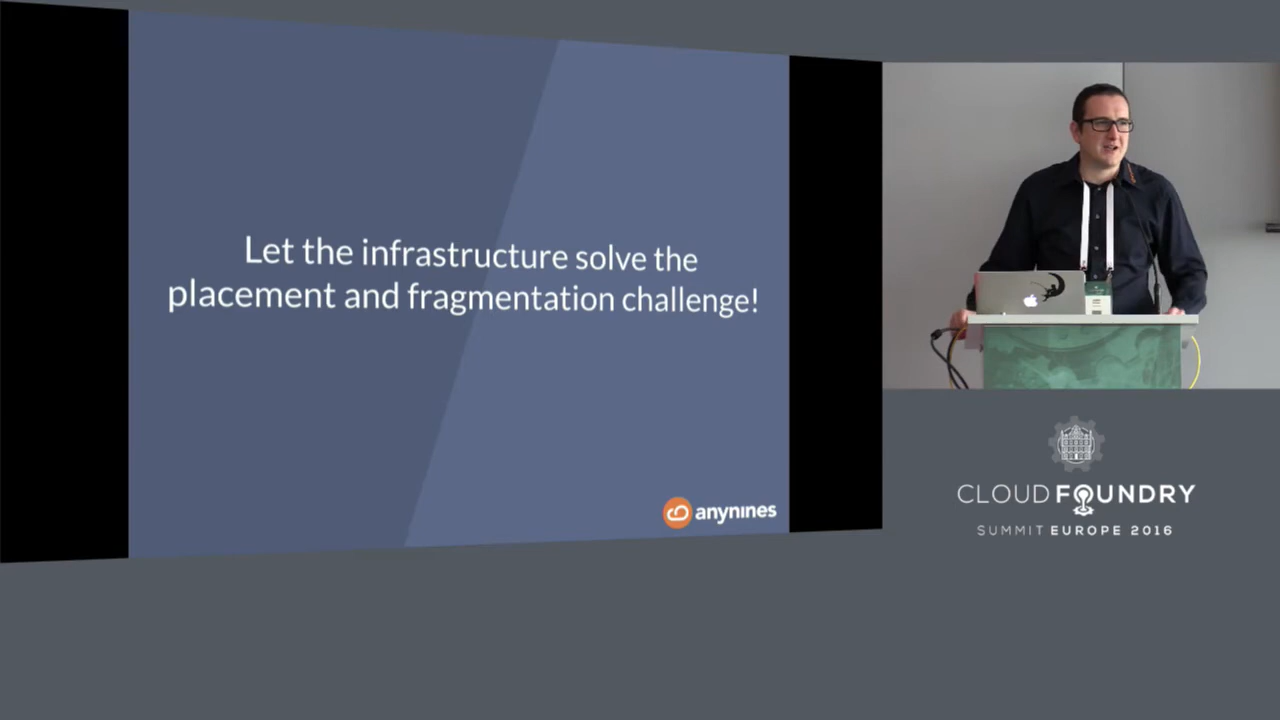 Let the infrastructure solve the
placement and fragmentation challenge!
anynines
CLOUD FOUNDRY
SUMMIT EUROPE 2016